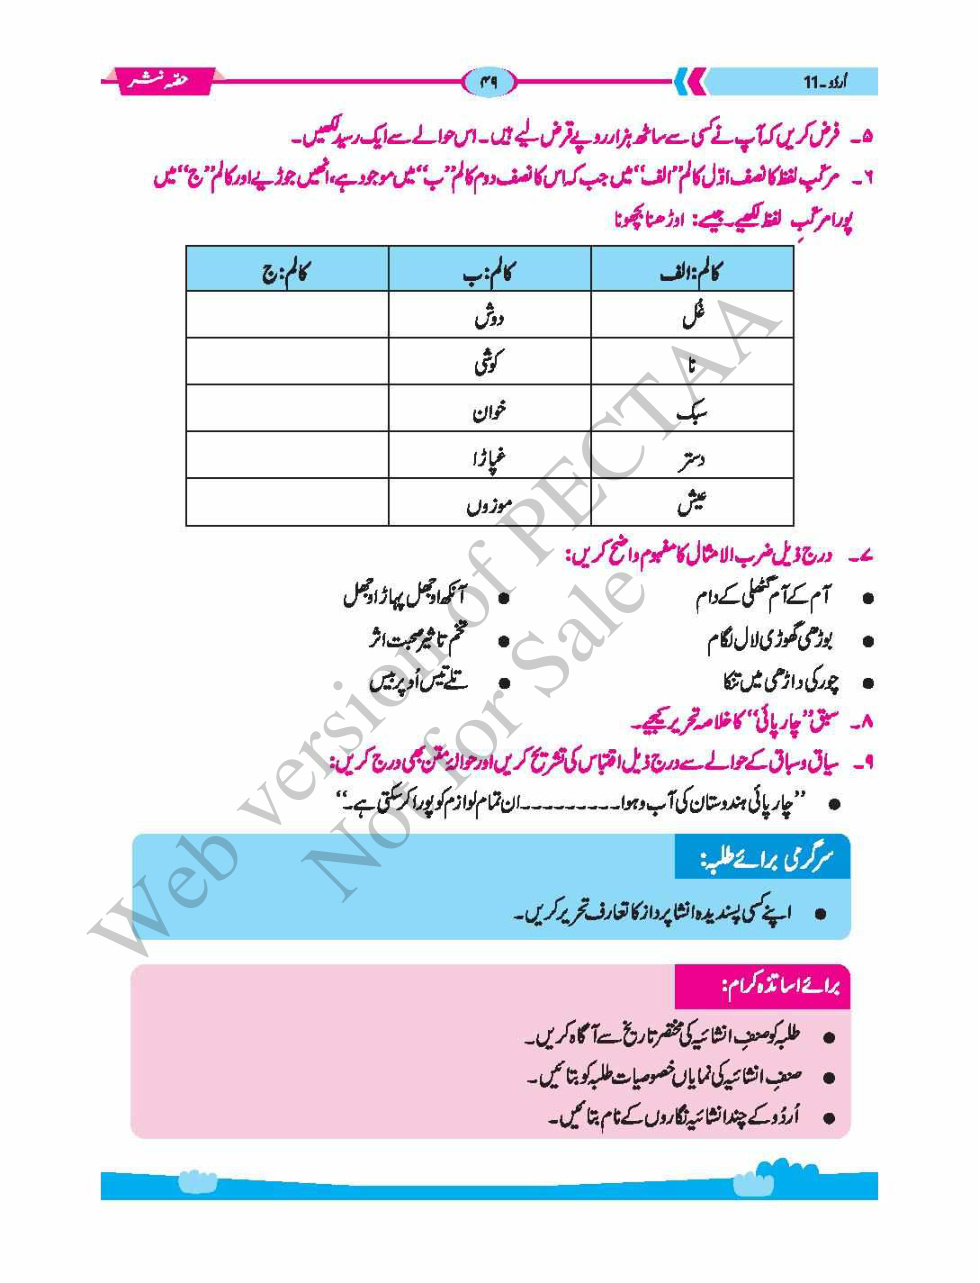 اُردُو۔11
۴۹
حصّہ نثر
۵۔ فرض کریں کہ آپ نے کسی سے ساٹھ ہزار روپے قرض لیے ہیں۔ اس حوالے سے ایک رسید لکھیں۔
۶۔ مرکّب لفظ کا نصف اوّل کالم ’’الف‘‘ میں جب کہ اس کا نصف دوم کالم ’’ب‘‘ میں موجود ہے، انھیں جوڑیے اور کالم ’’ج‘‘ میں
پورا مرکّبِ لفظ لکھیے۔ جیسے: اوڑھنا بچھونا
کالم:الف کالم:ب کالم:ج
غُل دوش
نا کوشی
سبک خوان
دستر غپاڑا
عیش موزوں
۷۔ درج ذیل ضرب الامثال کا مفہوم واضح کریں:
● آم کے آم گٹھلی کے دام ● آنکھ اوجھل پہاڑ اوجھل
● بوڑھی گھوڑی لال لگام ● تخم تاثیر صحبت اثر
● چور کی داڑھی میں تنکا ● تلے تیس اُوپر بیس
۸۔ سبق ’’چارپائی‘‘ کا خلاصہ تحریر کیجیے۔
۹۔ سیاق و سباق کے حوالے سے درج ذیل اقتباس کی تشریح کریں اور حوالۂ متن بھی درج کریں:
● ’’چارپائی ہندوستان کی آب و ہوا۔۔۔۔۔۔۔۔۔ان تمام لوازم کو پورا کر سکتی ہے۔‘‘
سرگرمی برائے طلبہ:
● اپنے کسی پسندیدہ انشا پرداز کا تعارف تحریر کریں۔
برائے اساتذہ کرام:
● طلبہ کو صنفِ انشائیہ کی مختصر تاریخ سے آگاہ کریں۔
● صنفِ انشائیہ کی نمایاں خصوصیات طلبہ کو بتائیں۔
● اُردُو کے چند انشائیہ نگاروں کے نام بتائیں۔
Web version of PECTAA
Not for Sale